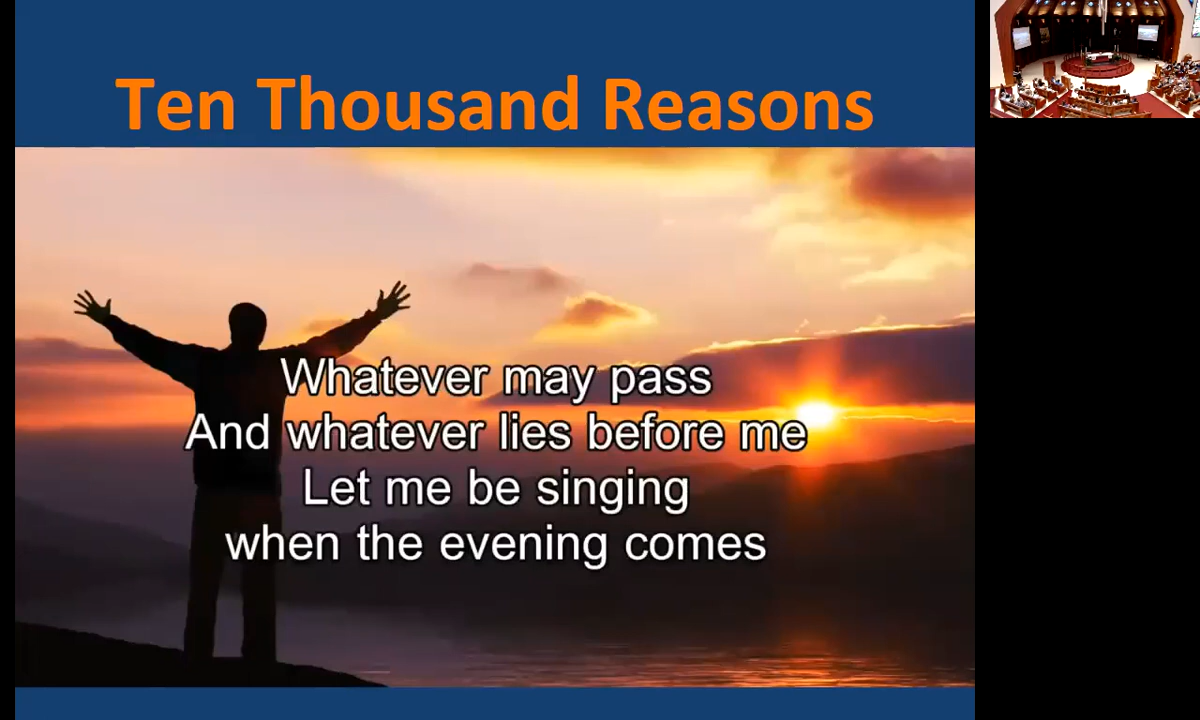 Ten Thousand Reasons
Whatever may pass
And whatever lies before me
Let me be singing
when the evening comes